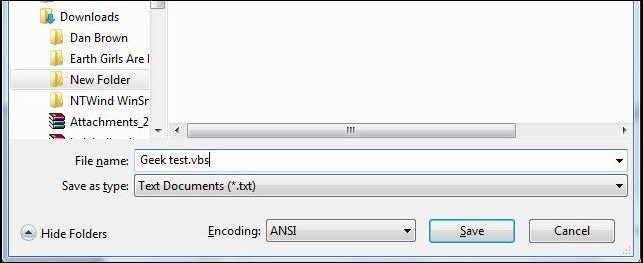 Downloads
Dan Brown
Earth Girls Are
New Folder
NTWind WinSn
Attachments_2
File name: Geek test.vbs
Save as type: Text Documents (*.txt)
Hide Folders
Encoding: ANSI
Save
Cancel